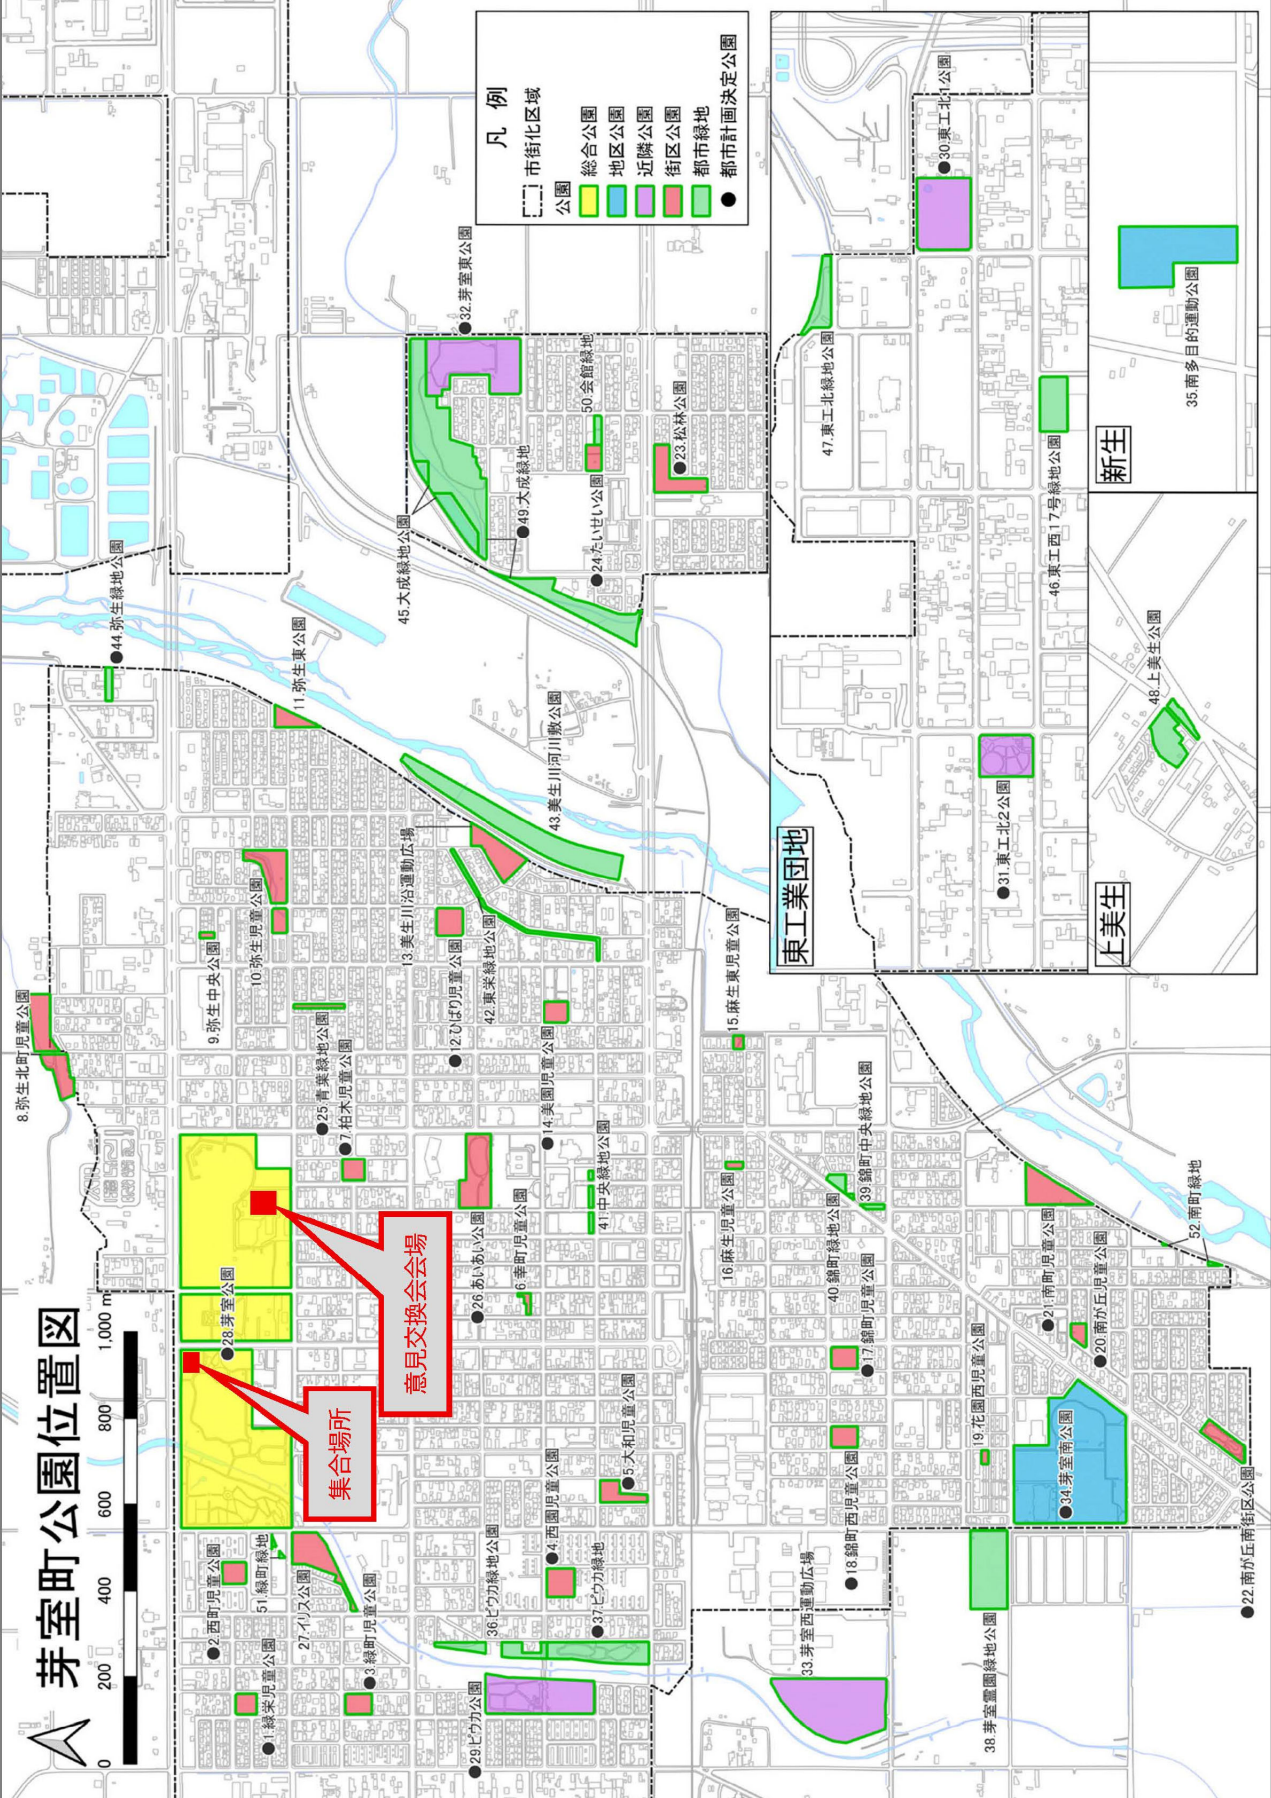 芽室町公園位置図
0 200 400 600 800 1,000 m
凡 例
市街化区域
公園
総合公園
地区公園
近隣公園
街区公園
都市緑地
都市計画決定公園
集合場所
意見交換会会場
●1.緑栄児童公園
●2.西町児童公園
●3.緑町児童公園
●4.西園児童公園
●5.大和児童公園
6.幸町児童公園
●7.柏木児童公園
8.弥生北町児童公園
9.弥生中央公園
10.弥生児童公園
11.弥生東公園
●12.ひばり児童公園
13.美生川沿運動広場
●14.美園児童公園
15.麻生東児童公園
16.麻生児童公園
●17.錦町児童公園
●18.錦町西児童公園
19.花園西児童公園
●20.南が丘児童公園
●21.南町児童公園
●22.南が丘南街区公園
●23.松林公園
●24.たいせい公園
●25.青葉緑地公園
●26.あいあい公園
27.イリス公園
●28.芽室公園
●29.ピウカ公園
●30.東工北1公園
●31.東工北2公園
●32.芽室東公園
33.芽室西運動広場
●34.芽室南公園
35.南多目的運動公園
36.ピウカ緑地公園
●37.ピウカ緑地
38.芽室霊園緑地公園
39.錦町中央緑地公園
40.錦町緑地公園
41.中央緑地公園
42.東栄緑地公園
43.美生川河川敷公園
●44.弥生緑地公園
45.大成緑地公園
46.東工西17号緑地公園
47.東工北緑地公園
48.上美生公園
●49.大成緑地
50.会館緑地
51.緑町緑地
52.南町緑地
東工業団地
上美生
新生